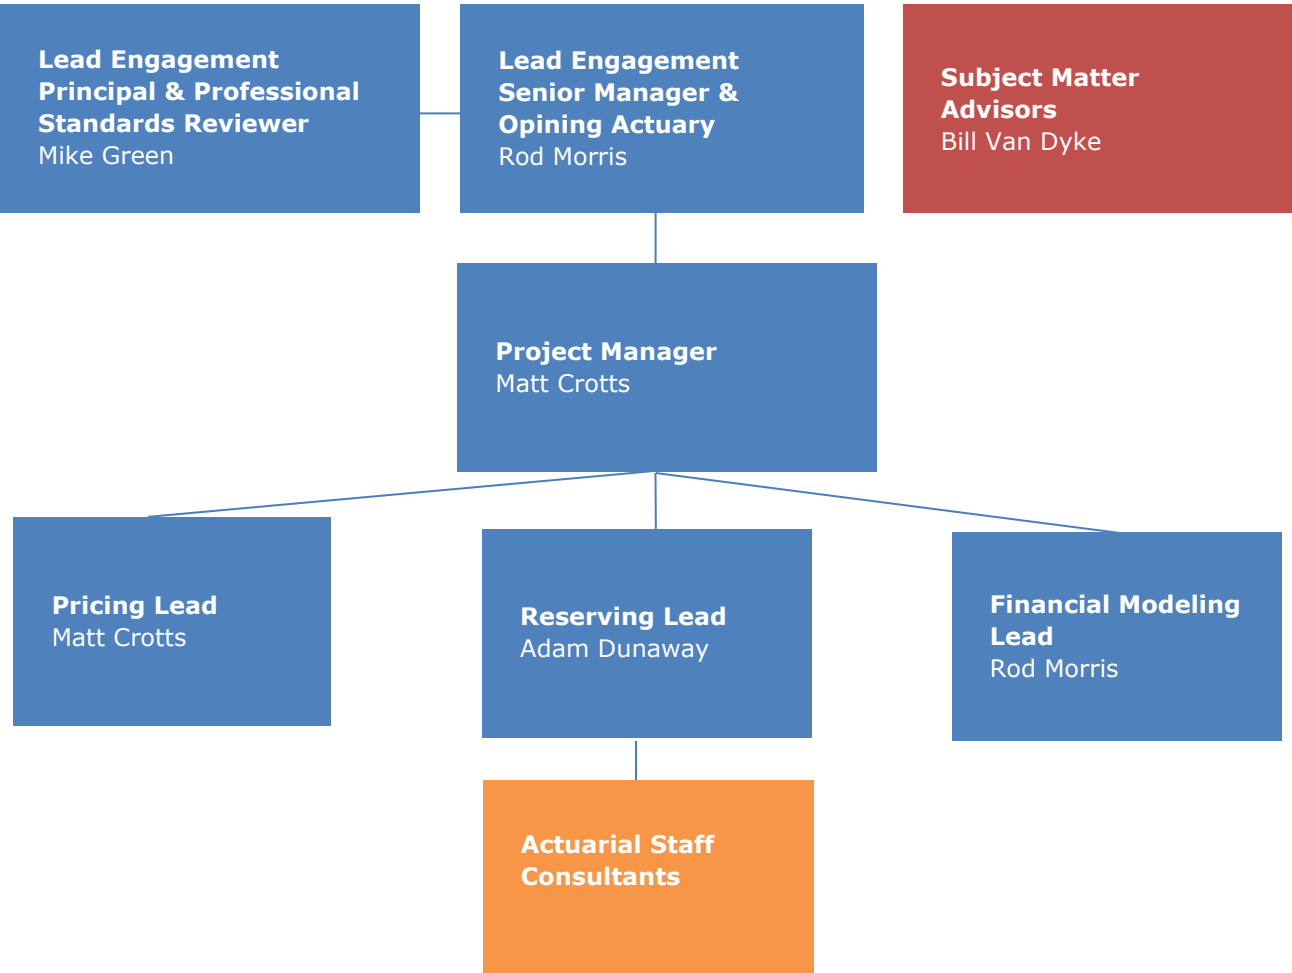 Lead Engagement
Principal & Professional
Standards Reviewer
Mike Green
Lead Engagement
Senior Manager &
Opining Actuary
Rod Morris
Subject Matter
Advisors
Bill Van Dyke
Project Manager
Matt Crotts
Pricing Lead
Matt Crotts
Reserving Lead
Adam Dunaway
Financial Modeling
Lead
Rod Morris
Actuarial Staff
Consultants